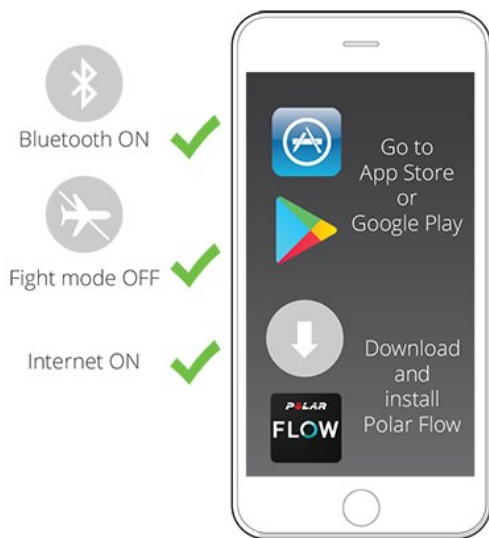 Bluetooth ON
Fight mode OFF
Internet ON
Go to
App Store
or
Google Play
Download
and
install
Polar Flow
POLAR
FLOW